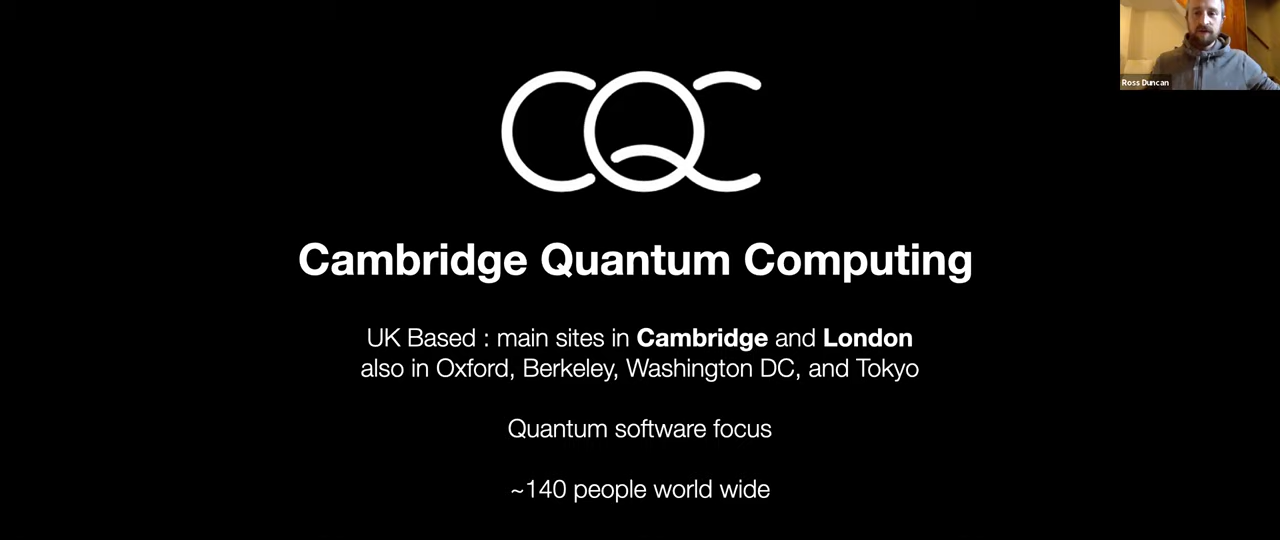 CQC
Ross Duncan
Cambridge Quantum Computing
UK Based : main sites in Cambridge and London
also in Oxford, Berkeley, Washington DC, and Tokyo
Quantum software focus
~140 people world wide